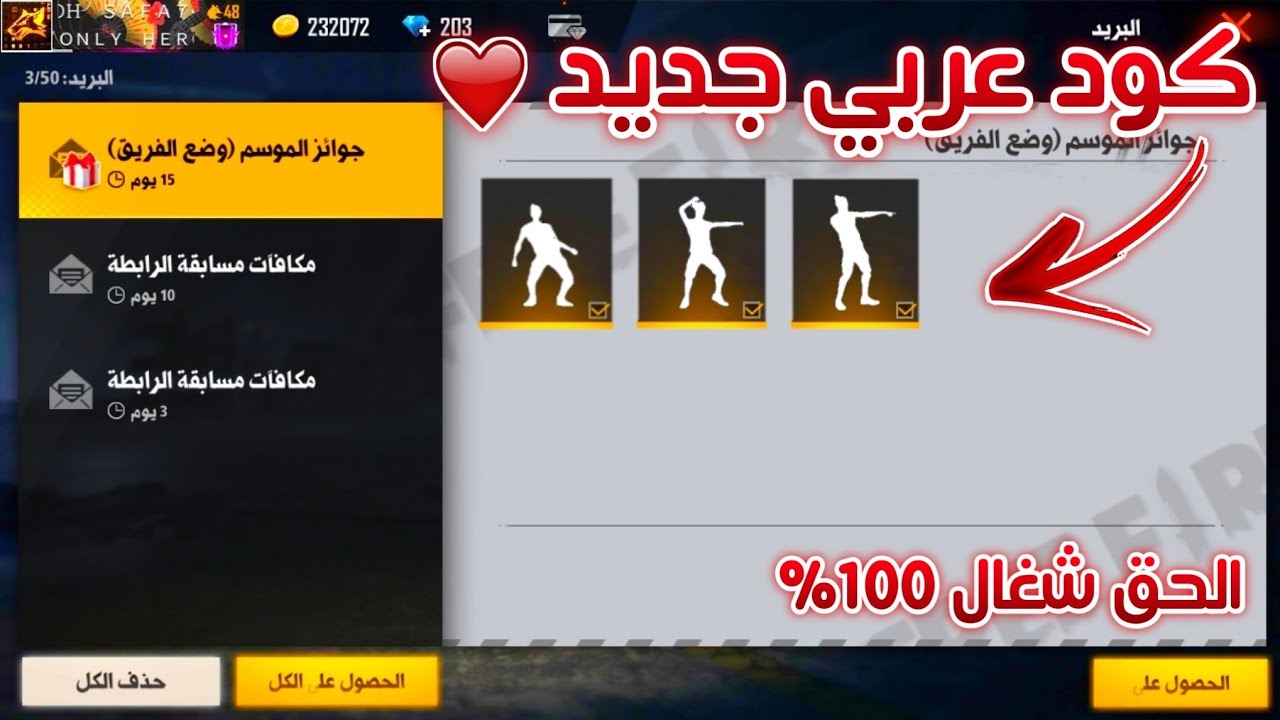 OH SAFA7
ONLY HER
48
232072
203
البريد
كود عربي جديد
البريد: 3/50
جوائز الموسم (وضع الفريق)
15 يوم
جوائز الموسم (وضع الفريق)
مكافآت مسابقة الرابطة
10 يوم
مكافآت مسابقة الرابطة
3 يوم
الحق شغال 100%
حذف الكل
الحصول على الكل
الحصول على